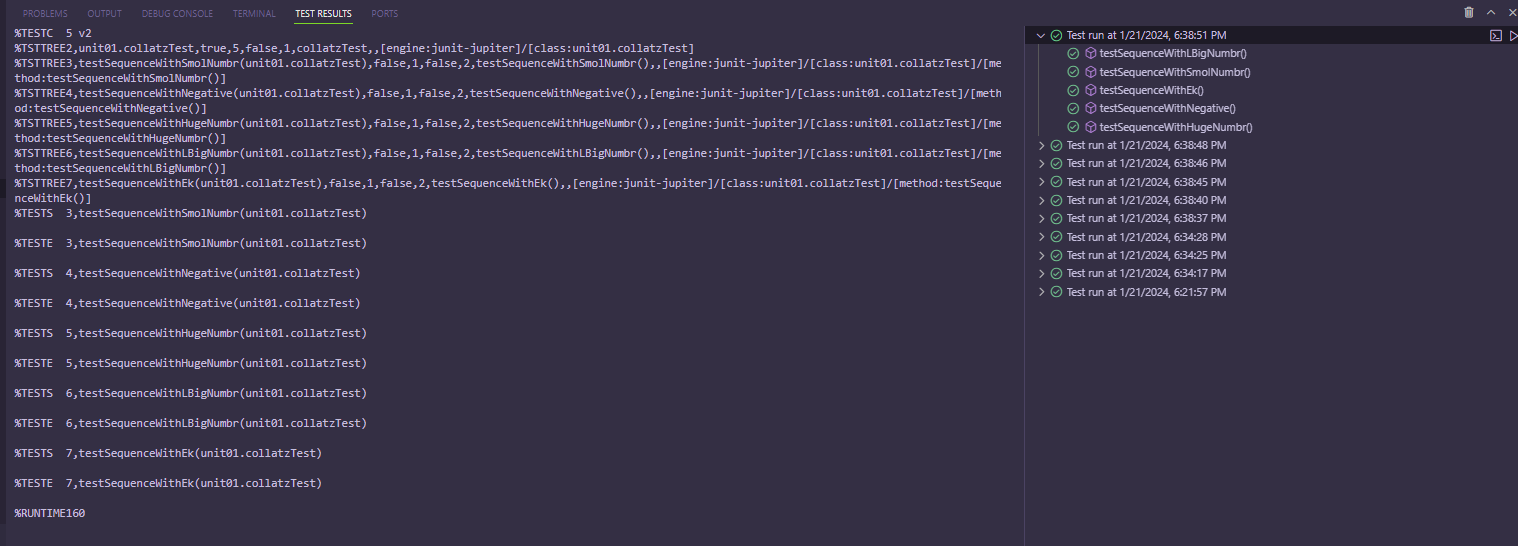 PROBLEMS OUTPUT DEBUG CONSOLE TERMINAL TEST RESULTS PORTS
%TESTC  5 v2
%TSTTREE2,unit01.collatzTest,true,5,false,1,collatzTest,,[engine:junit-jupiter]/[class:unit01.collatzTest]
%TSTTREE3,testSequenceWithSmolNumbr(unit01.collatzTest),false,1,false,2,testSequenceWithSmolNumbr(),,[engine:junit-jupiter]/[class:unit01.collatzTest]/[me
thod:testSequenceWithSmolNumbr()]
%TSTTREE4,testSequenceWithNegative(unit01.collatzTest),false,1,false,2,testSequenceWithNegative(),,[engine:junit-jupiter]/[class:unit01.collatzTest]/[meth
od:testSequenceWithNegative()]
%TSTTREE5,testSequenceWithHugeNumbr(unit01.collatzTest),false,1,false,2,testSequenceWithHugeNumbr(),,[engine:junit-jupiter]/[class:unit01.collatzTest]/[me
thod:testSequenceWithHugeNumbr()]
%TSTTREE6,testSequenceWithLBigNumbr(unit01.collatzTest),false,1,false,2,testSequenceWithLBigNumbr(),,[engine:junit-jupiter]/[class:unit01.collatzTest]/[me
thod:testSequenceWithLBigNumbr()]
%TSTTREE7,testSequenceWithEk(unit01.collatzTest),false,1,false,2,testSequenceWithEk(),,[engine:junit-jupiter]/[class:unit01.collatzTest]/[method:testSeque
nceWithEk()]
%TESTS  3,testSequenceWithSmolNumbr(unit01.collatzTest)
%TESTE  3,testSequenceWithSmolNumbr(unit01.collatzTest)
%TESTS  4,testSequenceWithNegative(unit01.collatzTest)
%TESTE  4,testSequenceWithNegative(unit01.collatzTest)
%TESTS  5,testSequenceWithHugeNumbr(unit01.collatzTest)
%TESTE  5,testSequenceWithHugeNumbr(unit01.collatzTest)
%TESTS  6,testSequenceWithLBigNumbr(unit01.collatzTest)
%TESTE  6,testSequenceWithLBigNumbr(unit01.collatzTest)
%TESTS  7,testSequenceWithEk(unit01.collatzTest)
%TESTE  7,testSequenceWithEk(unit01.collatzTest)
%RUNTIME160
Test run at 1/21/2024, 6:38:51 PM
testSequenceWithLBigNumbr()
testSequenceWithSmolNumbr()
testSequenceWithEk()
testSequenceWithNegative()
testSequenceWithHugeNumbr()
Test run at 1/21/2024, 6:38:48 PM
Test run at 1/21/2024, 6:38:46 PM
Test run at 1/21/2024, 6:38:45 PM
Test run at 1/21/2024, 6:38:40 PM
Test run at 1/21/2024, 6:38:37 PM
Test run at 1/21/2024, 6:34:28 PM
Test run at 1/21/2024, 6:34:25 PM
Test run at 1/21/2024, 6:34:17 PM
Test run at 1/21/2024, 6:21:57 PM